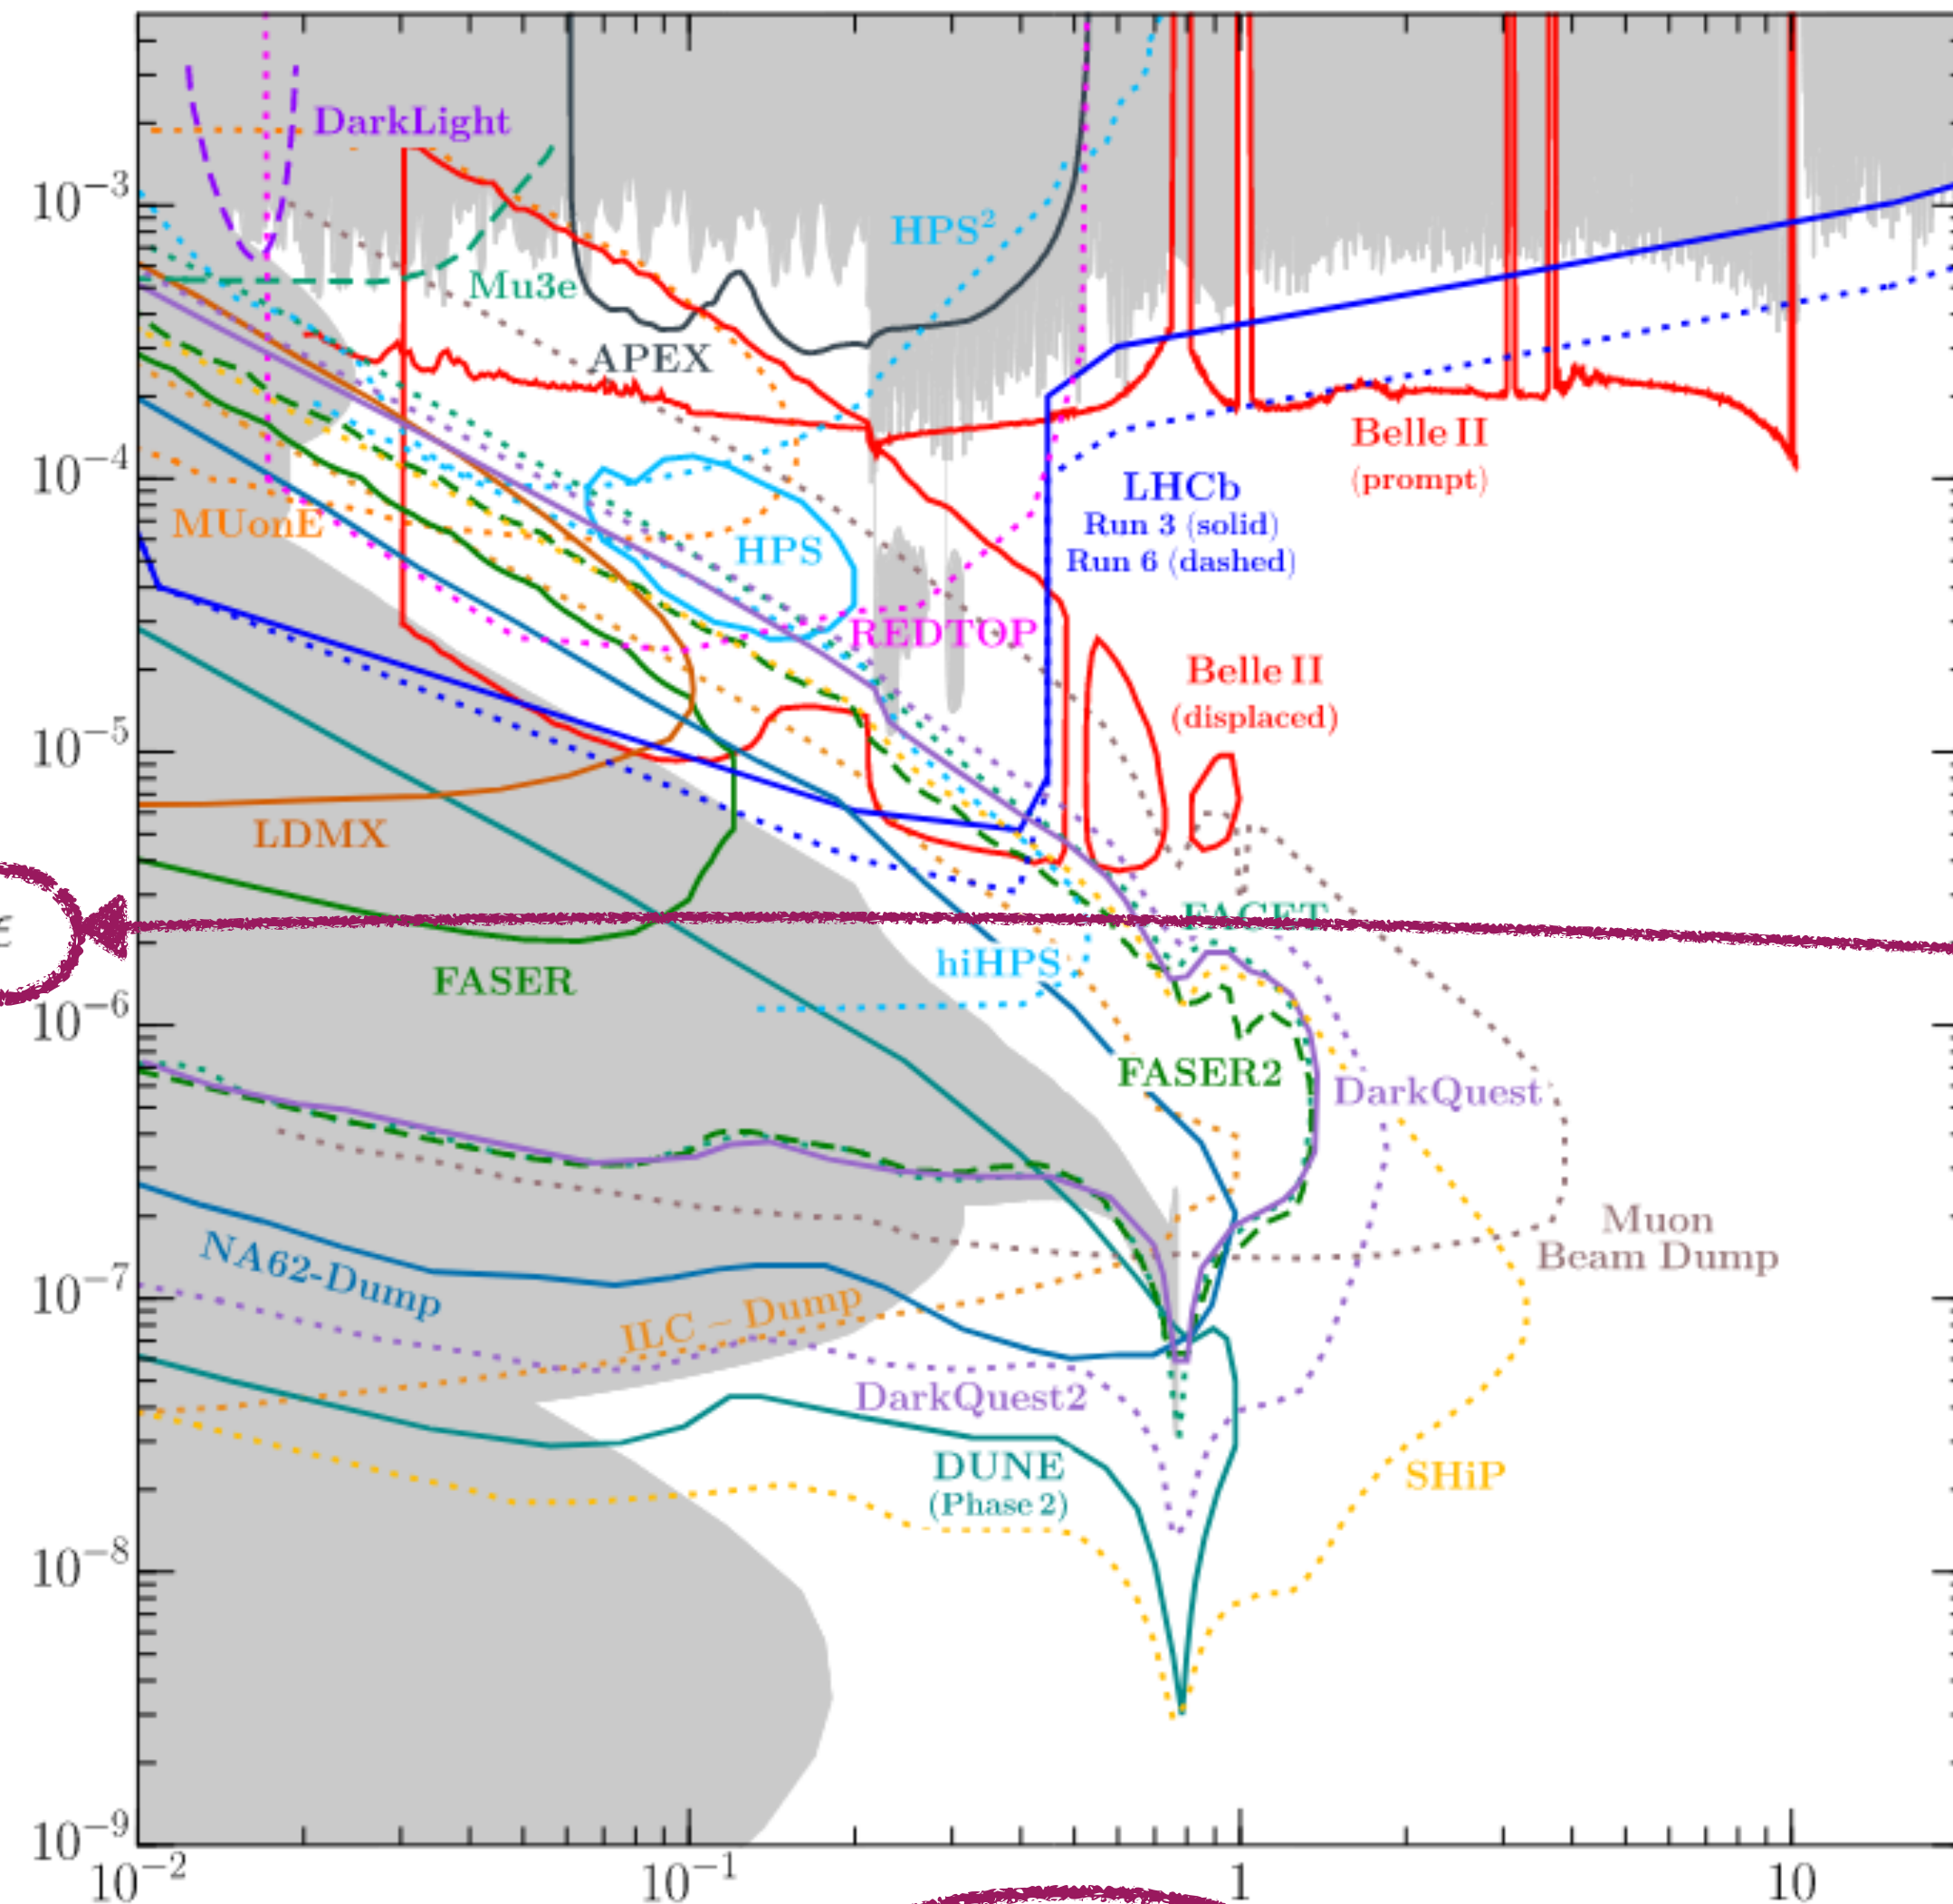 DarkLight
10⁻³
HPS²
Mu3e
APEX
Belle II
(prompt)
10⁻⁴
LHCb
Run 3 (solid)
Run 6 (dashed)
MUonE
HPS
REDTOP
Belle II
(displaced)
10⁻⁵
LDMX
FACET
ε
hiHPS
FASER
10⁻⁶
FASER2
DarkQuest
Muon
Beam Dump
NA62-Dump
10⁻⁷
ILC – Dump
DarkQuest2
DUNE
(Phase 2)
SHiP
10⁻⁸
10⁻⁹
10⁻² 10⁻¹ 1 10